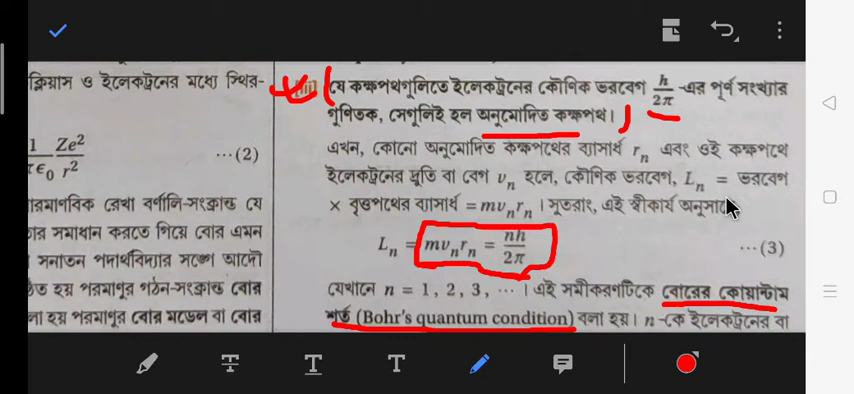 ক্লিয়াস ও ইলেকট্রনের মধ্যে স্থির-
1 Ze²
πϵ₀ r² ...(2)
ারমাণবিক রেখা বর্ণালি-সংক্রান্ত যে
তার সমাধান করতে গিয়ে বোর এমন
সনাতন পদার্থবিদ্যার সঙ্গে আদৌ
হয় পরমাণুর গঠন-সংক্রান্ত বোর
লা হয় পরমাণুর বোর মডেল বা বোর
[iii] যে কক্ষপথগুলিতে ইলেকট্রনের কৌণিক ভরবেগ h/2π -এর পূর্ণ সংখ্যার
গুণিতক, সেগুলিই হল অনুমোদিত কক্ষপথ।
এখন, কোনো অনুমোদিত কক্ষপথের ব্যাসার্ধ rₙ এবং ওই কক্ষপথে
ইলেকট্রনের দ্রুতি বা বেগ vₙ হলে, কৌণিক ভরবেগ, Lₙ = ভরবেগ
× বৃত্তপথের ব্যাসার্ধ = mvₙrₙ। সুতরাং, এই স্বীকার্য অনুসারে
Lₙ = mvₙrₙ = nh/2π ...(3)
যেখানে n = 1, 2, 3, ...। এই সমীকরণটিকে বোরের কোয়ান্টাম
শর্ত (Bohr's quantum condition) বলা হয়। n-কে ইলেকট্রনের বা